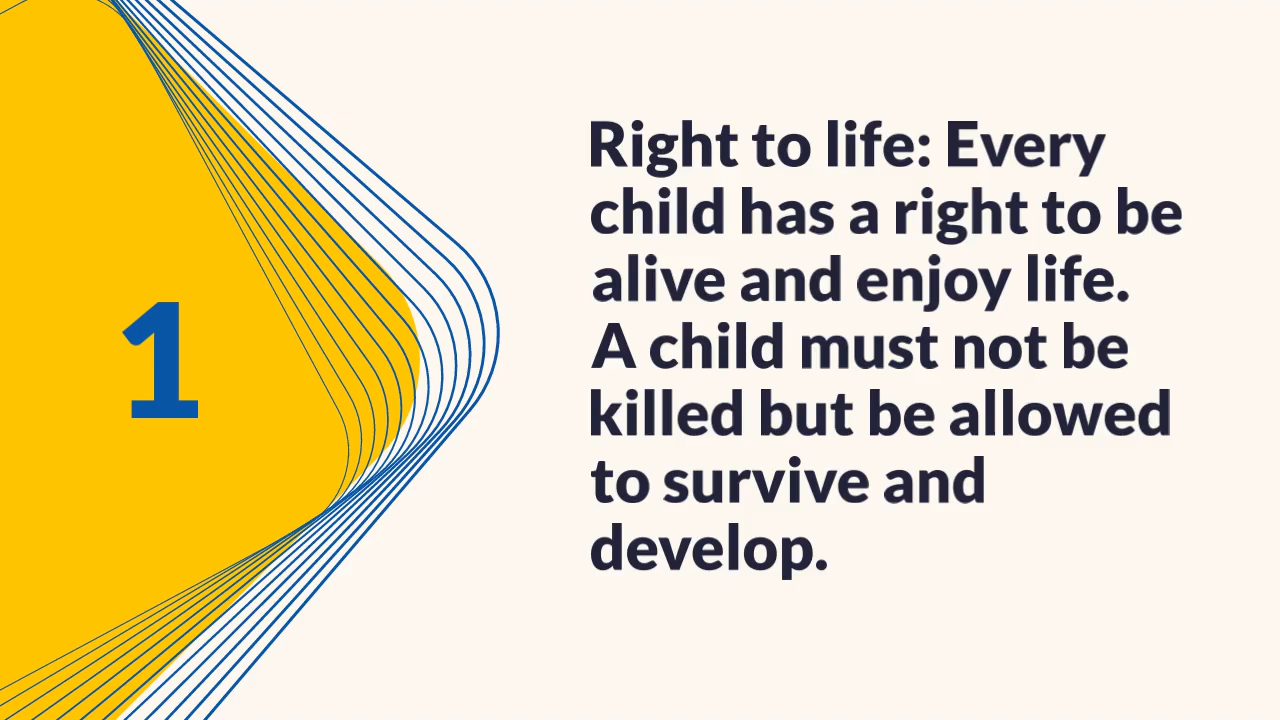 1
Right to life: Every
child has a right to be
alive and enjoy life.
A child must not be
killed but be allowed
to survive and
develop.